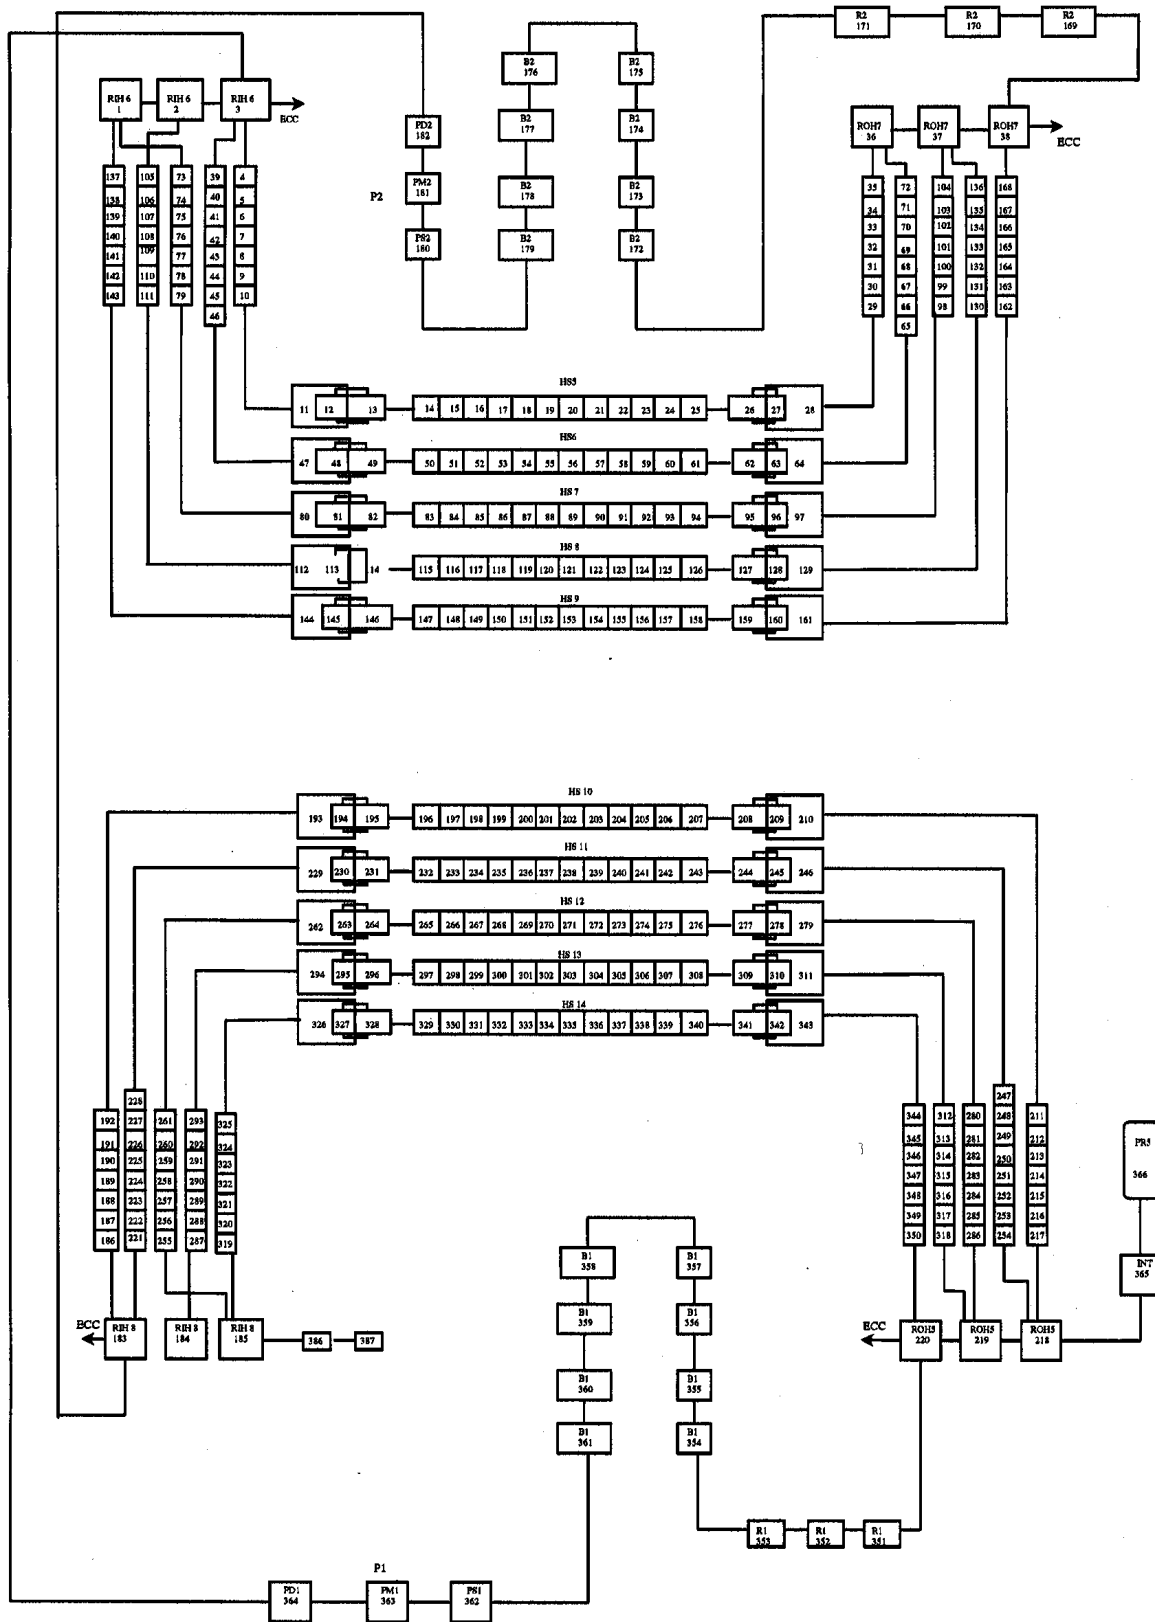 R2 R2 R2
171 170 169
B2 B2
176 175
RIH 6 RIH 6 RIH 6
1 2 3
ECC
PD2 B2 B2
182 177 174
ROH7 ROH7 ROH7
36 37 38
ECC
137 105 73 39 4
138 106 74 40 5
139 107 75 41 6
140 108 76 42 7
141 109 77 43 8
142 110 78 44 9
143 111 79 45 10
46
P2
PM2 B2 B2
181 178 173
PS2 B2 B2
180 179 172
35 72 104 136 168
34 71 103 135 167
33 70 102 134 166
32 69 101 133 165
31 68 100 132 164
30 67 99 131 163
29 66 98 130 162
65
HS5
11 12 13 14 15 16 17 18 19 20 21 22 23 24 25 26 27 28
HS6
47 48 49 50 51 52 53 54 55 56 57 58 59 60 61 62 63 64
HS 7
80 81 82 83 84 85 86 87 88 89 90 91 92 93 94 95 96 97
HS 8
112 113 14 115 116 117 118 119 120 121 122 123 124 125 126 127 128 129
HS 9
144 145 146 147 148 149 150 151 152 153 154 155 156 157 158 159 160 161
HS 10
193 194 195 196 197 198 199 200 201 202 203 204 205 206 207 208 209 210
HS 11
229 230 231 232 233 234 235 236 237 238 239 240 241 242 243 244 245 246
HS 12
262 263 264 265 266 267 268 269 270 271 272 273 274 275 276 277 278 279
HS 13
294 295 296 297 298 299 300 301 302 303 304 305 306 307 308 309 310 311
HS 14
326 327 328 329 330 331 332 333 334 335 336 337 338 339 340 341 342 343
228
192 227 261 293 325
191 226 260 292 324
190 225 259 291 323
189 224 258 290 322
188 223 257 289 321
187 222 256 288 320
186 221 255 287 319
247
344 312 280 248 211
345 313 281 249 212
346 314 282 250 213
347 315 283 251 214
348 316 284 252 215
349 317 285 253 216
350 318 286 254 217
PR5
366
INT
365
B1 B1
358 357
ECC
RIH 8 RIH 8 RIH 8
183 184 185
386 387
B1 B1
359 356
ECC
ROH5 ROH5 ROH5
220 219 218
B1 B1
360 355
B1 B1
361 354
R1 R1 R1
353 352 351
P1
PD1 PM1 PS1
364 363 362